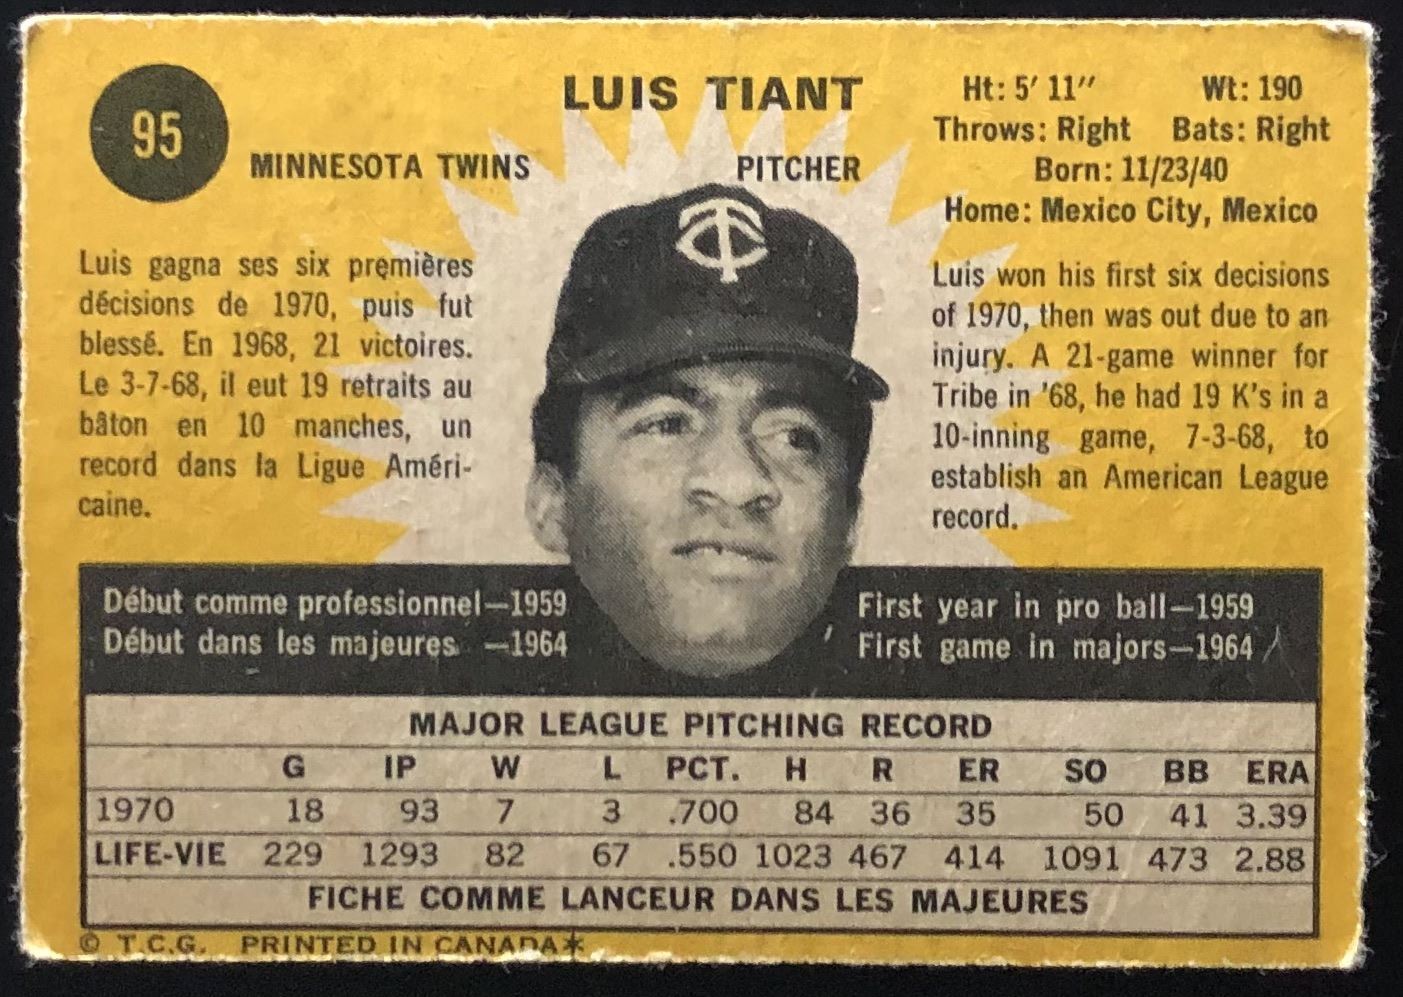 95
LUIS TIANT
MINNESOTA TWINS PITCHER
Ht: 5' 11'' Wt: 190
Throws: Right Bats: Right
Born: 11/23/40
Home: Mexico City, Mexico
Luis gagna ses six premières
décisions de 1970, puis fut
blessé. En 1968, 21 victoires.
Le 3-7-68, il eut 19 retraits au
bâton en 10 manches, un
record dans la Ligue Améri-
caine.
TC
Luis won his first six decisions
of 1970, then was out due to an
injury. A 21-game winner for
Tribe in '68, he had 19 K's in a
10-inning game, 7-3-68, to
establish an American League
record.
Début comme professionnel—1959
Début dans les majeures —1964
First year in pro ball—1959
First game in majors—1964
MAJOR LEAGUE PITCHING RECORD
G IP W L PCT. H R ER SO BB ERA
1970 18 93 7 3 .700 84 36 35 50 41 3.39
LIFE-VIE 229 1293 82 67 .550 1023 467 414 1091 473 2.88
FICHE COMME LANCEUR DANS LES MAJEURES
© T.C.G. PRINTED IN CANADA*